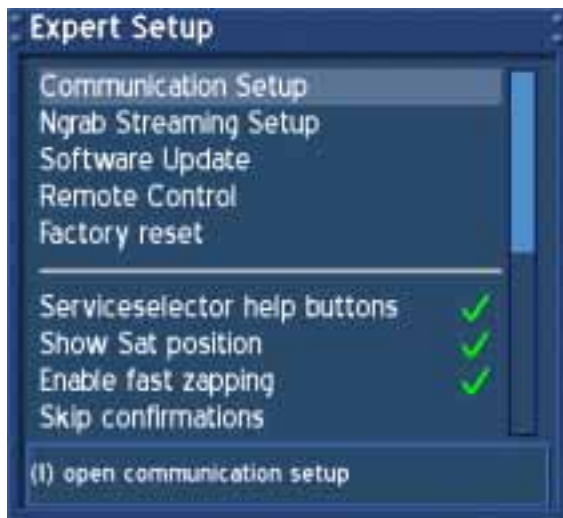 Expert Setup
Communication Setup
Ngrab Streaming Setup
Software Update
Remote Control
Factory reset
Serviceselector help buttons
Show Sat position
Enable fast zapping
Skip confirmations
(1) open communication setup